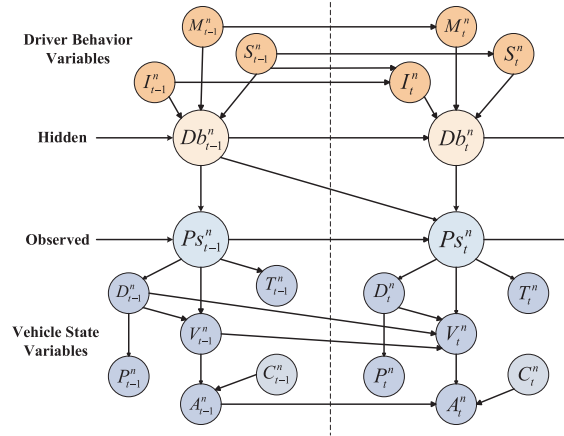 Driver Behavior
Variables
M^n_{t-1}
M^n_t
S^n_{t-1}
S^n_t
I^n_{t-1}
I^n_t
Hidden
Db^n_{t-1}
Db^n_t
Observed
Ps^n_{t-1}
Ps^n_t
D^n_{t-1}
T^n_{t-1}
D^n_t
T^n_t
Vehicle State
Variables
V^n_{t-1}
V^n_t
P^n_{t-1}
C^n_{t-1}
P^n_t
C^n_t
A^n_{t-1}
A^n_t